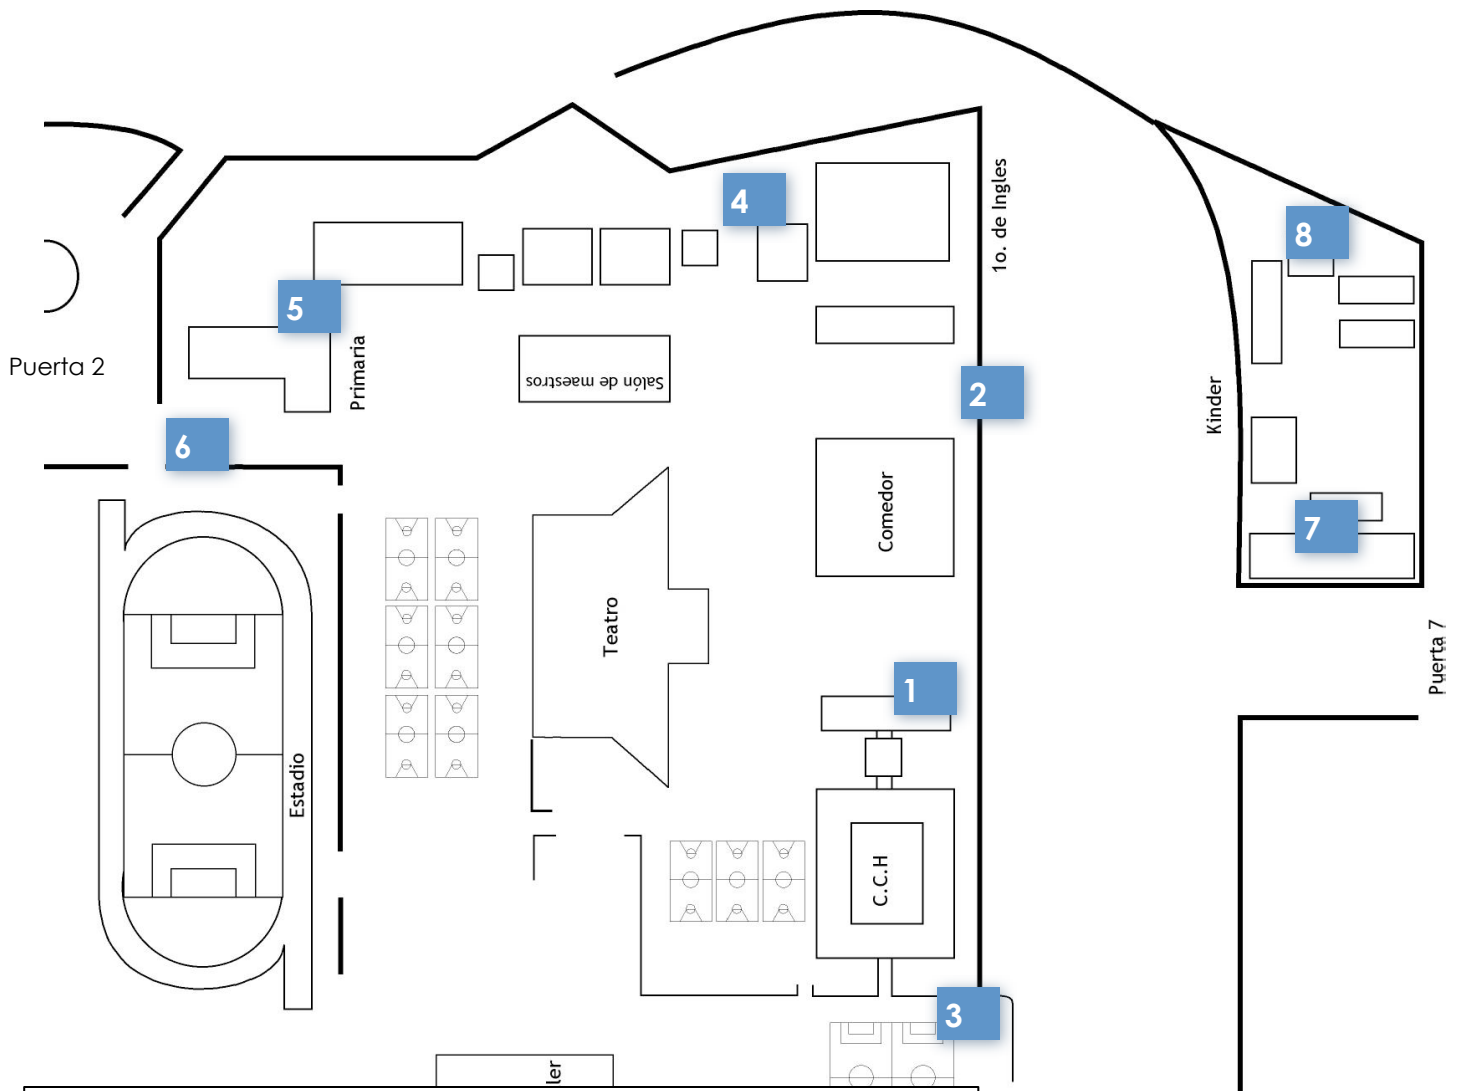 4
1o. de Ingles
8
5
Puerta 2
Primaria
Salón de maestros
2
Kinder
6
Comedor
7
Teatro
Puerta 7
1
Estadio
C.C.H
3
ler